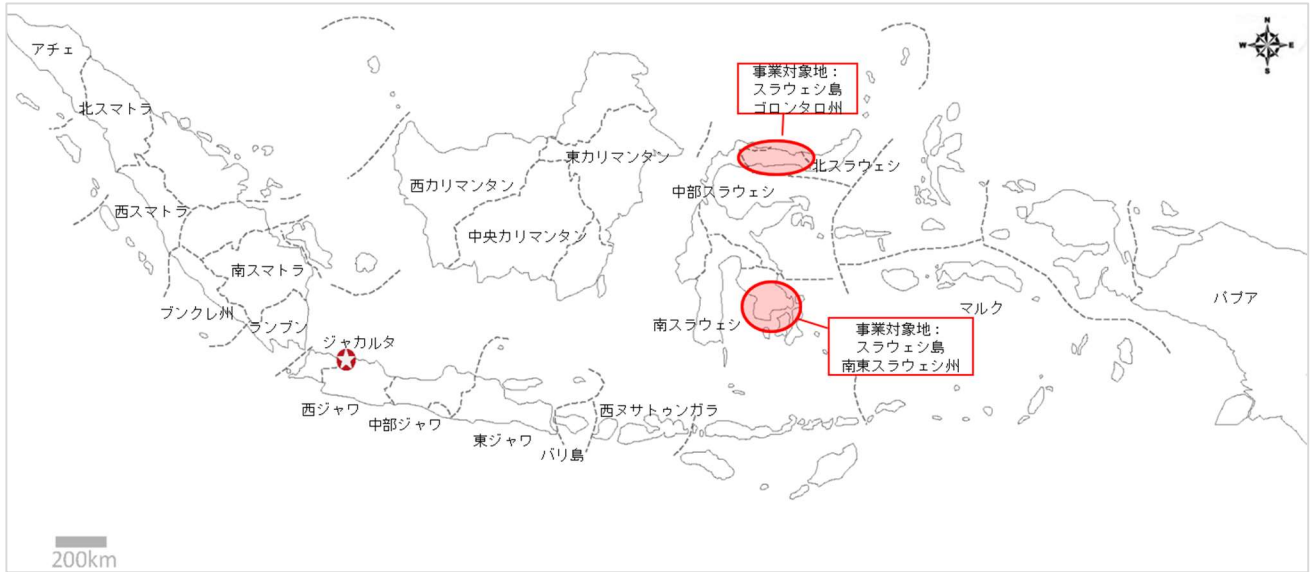 N
W E
S
アチェ
北スマトラ
西スマトラ
南スマトラ
ブンクレ州
ランブン
ジャカルタ
西ジャワ
中部ジャワ
東ジャワ
バリ島
西ヌサトゥンガラ
西カリマンタン
中央カリマンタン
東カリマンタン
事業対象地:
スラウェシ島
ゴロンタロ州
北スラウェシ
中部スラウェシ
南スラウェシ
事業対象地:
スラウェシ島
南東スラウェシ州
マルク
パプア
200km